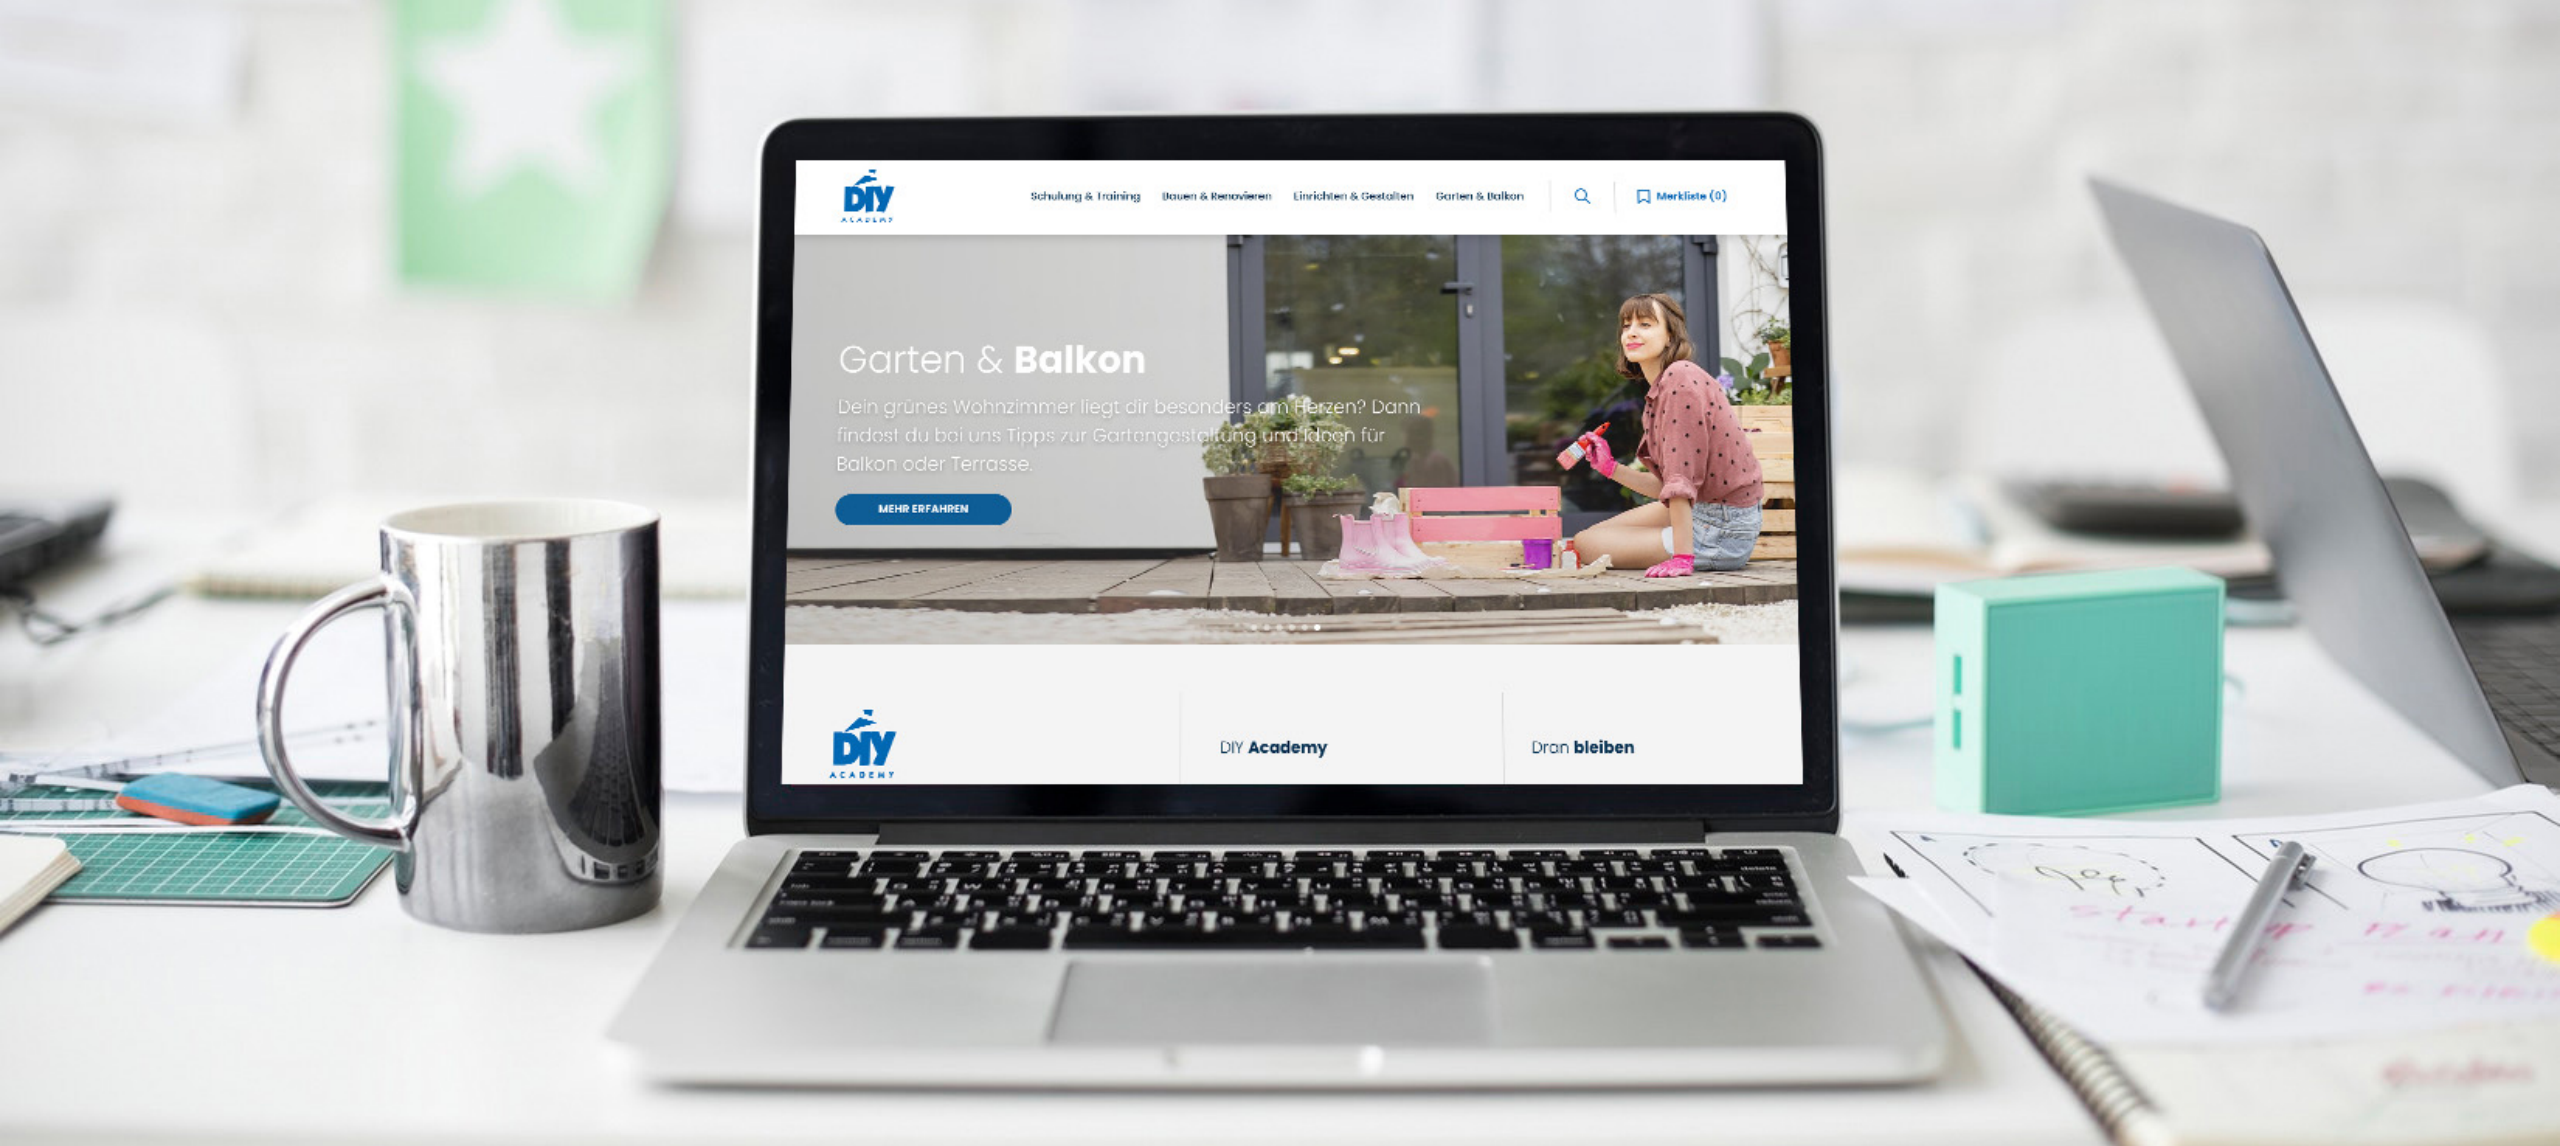 DIY
ACADEMY
Schulung & Training
Bauen & Renovieren
Einrichten & Gestalten
Garten & Balkon
Merkliste (0)
Garten & Balkon
Dein grünes Wohnzimmer liegt dir besonders am Herzen? Dann
findest du bei uns Tipps zur Gartengestaltung und Ideen für
Balkon oder Terrasse.
MEHR ERFAHREN
DIY
ACADEMY
DIY Academy
Dran bleiben
delete